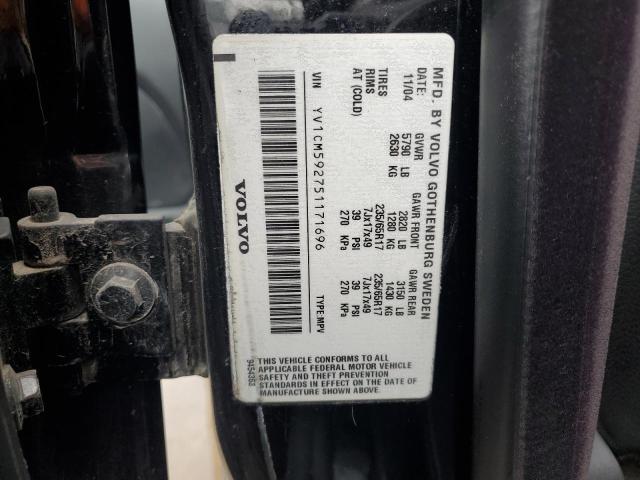 MFD. BY VOLVO GOTHENBURG SWEDEN
DATE: GVWR GAWR FRONT GAWR REAR
11/04 5790 LB 2820 LB 3150 LB
2630 KG 1280 KG 1430 KG
TIRES 235/65R17 235/65R17
RIMS 7Jx17x49 7Jx17x49
AT (COLD) 39 PSI 39 PSI
270 KPa 270 KPa
VIN YV1CM592751171696 TYPE:MPV
VOLVO
9454268
THIS VEHICLE CONFORMS TO ALL
APPLICABLE FEDERAL MOTOR VEHICLE
SAFETY AND THEFT PREVENTION
STANDARDS IN EFFECT ON THE DATE OF
MANUFACTURE SHOWN ABOVE.